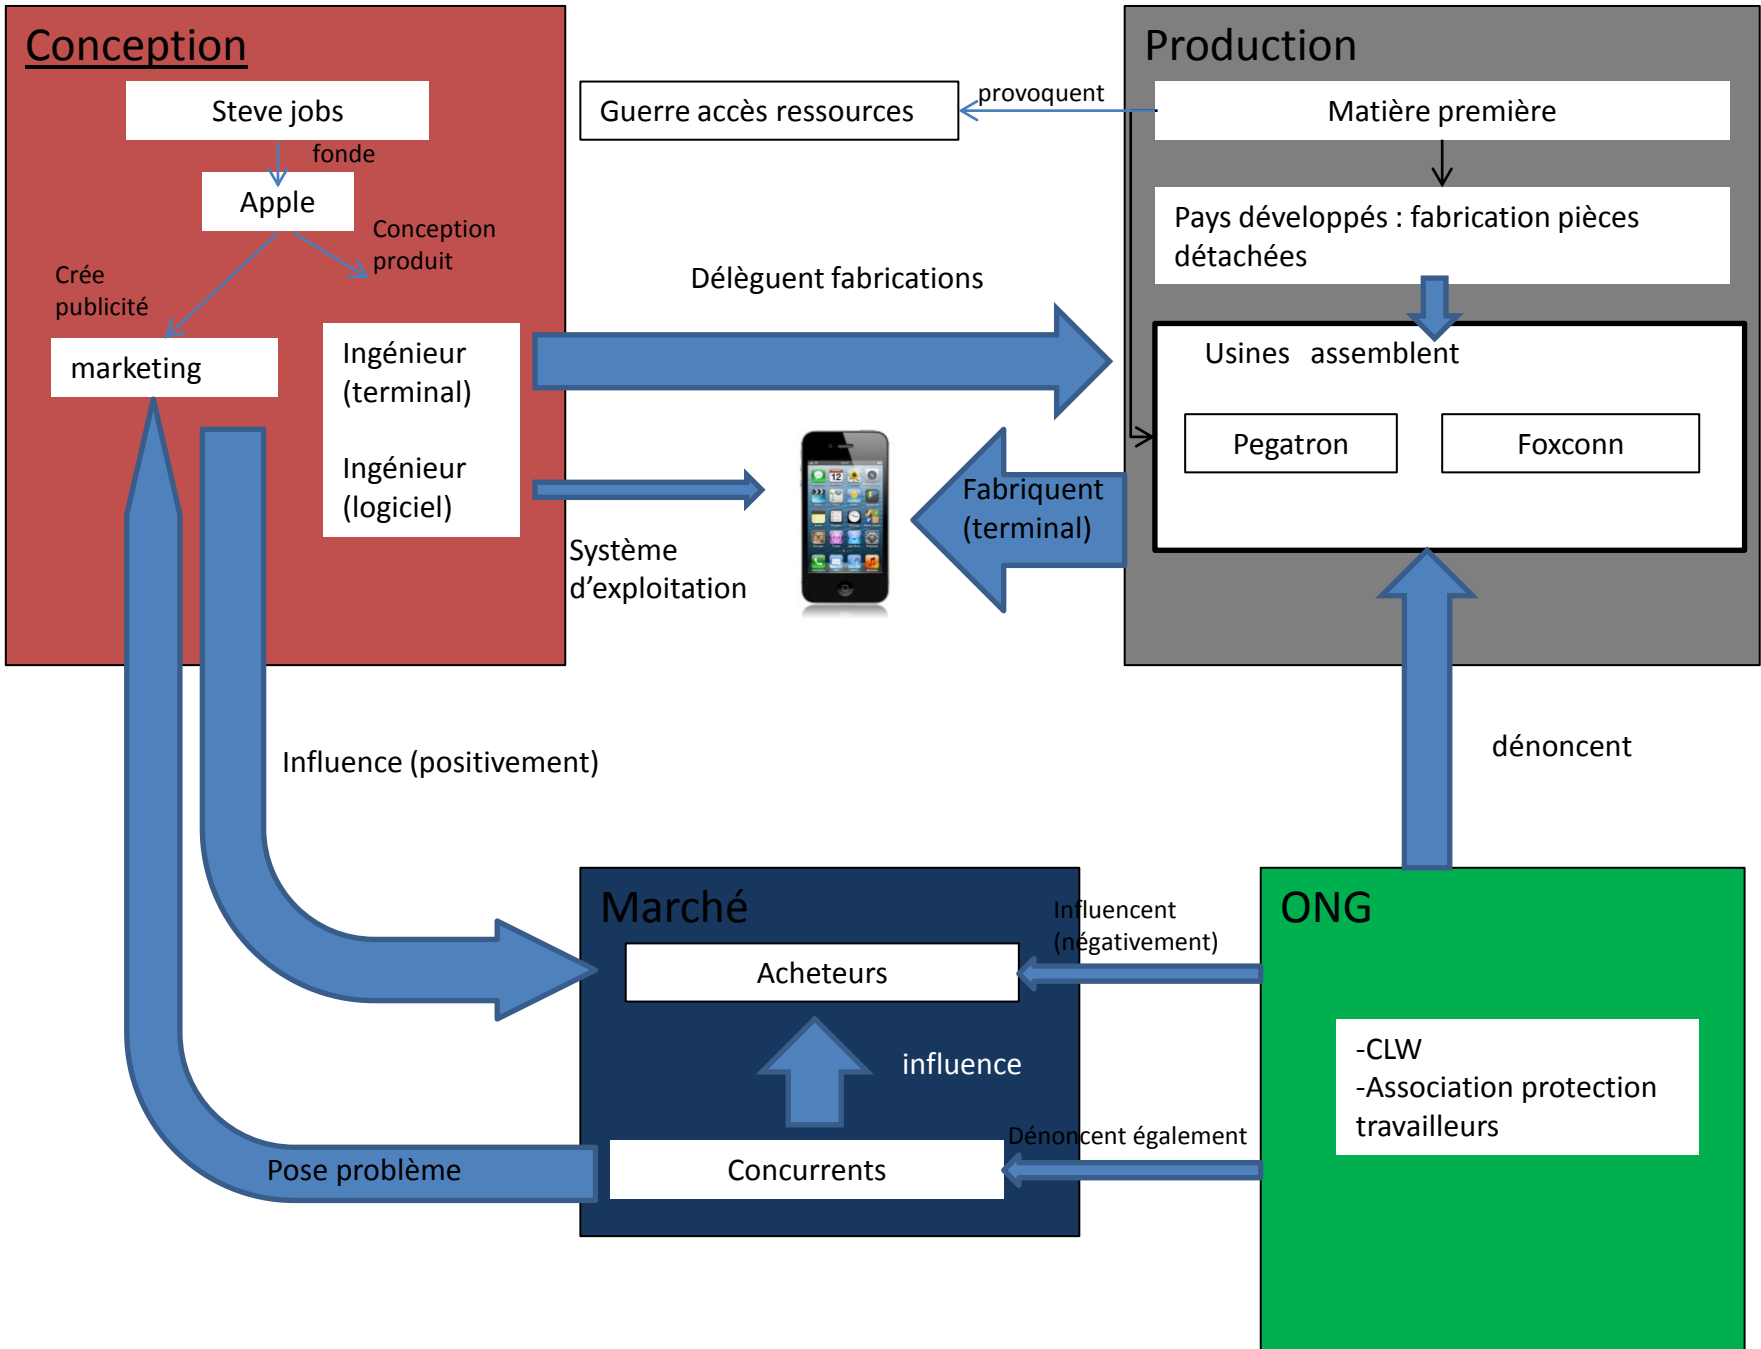 Conception
Steve jobs
fonde
Apple
Conception
produit
Crée
publicité
marketing
Ingénieur
(terminal)
Ingénieur
(logiciel)
Guerre accès ressources
provoquent
Production
Matière première
Pays développés : fabrication pièces
détachées
Usines assemblent
Pegatron
Foxconn
Délèguent fabrications
Fabriquent
(terminal)
Système
d'exploitation
Influence (positivement)
dénoncent
Marché
Acheteurs
influence
Concurrents
Pose problème
Influencent
(négativement)
Dénoncent également
ONG
-CLW
-Association protection
travailleurs